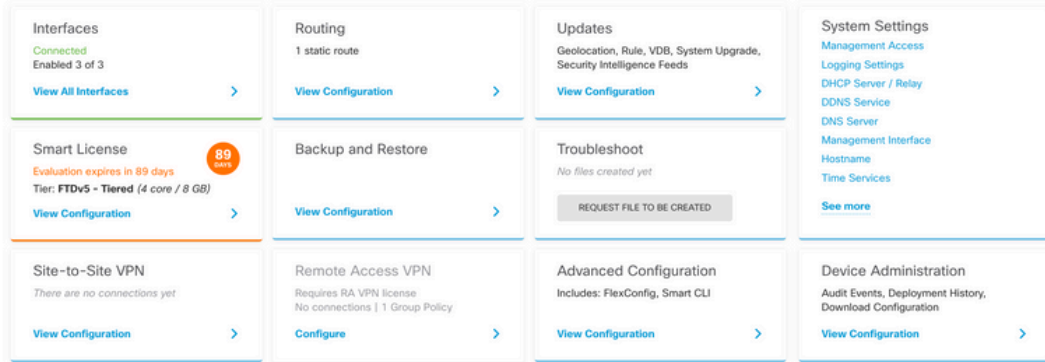 Interfaces
Connected
Enabled 3 of 3
View All Interfaces
Routing
1 static route
View Configuration
Updates
Geolocation, Rule, VDB, System Upgrade,
Security Intelligence Feeds
View Configuration
System Settings
Management Access
Logging Settings
DHCP Server / Relay
DDNS Service
DNS Server
Management Interface
Hostname
Time Services
See more
Smart License
89
DAYS
Evaluation expires in 89 days
Tier: FTDv5 - Tiered (4 core / 8 GB)
View Configuration
Backup and Restore
View Configuration
Troubleshoot
No files created yet
REQUEST FILE TO BE CREATED
Site-to-Site VPN
There are no connections yet
View Configuration
Remote Access VPN
Requires RA VPN license
No connections | 1 Group Policy
Configure
Advanced Configuration
Includes: FlexConfig, Smart CLI
View Configuration
Device Administration
Audit Events, Deployment History,
Download Configuration
View Configuration